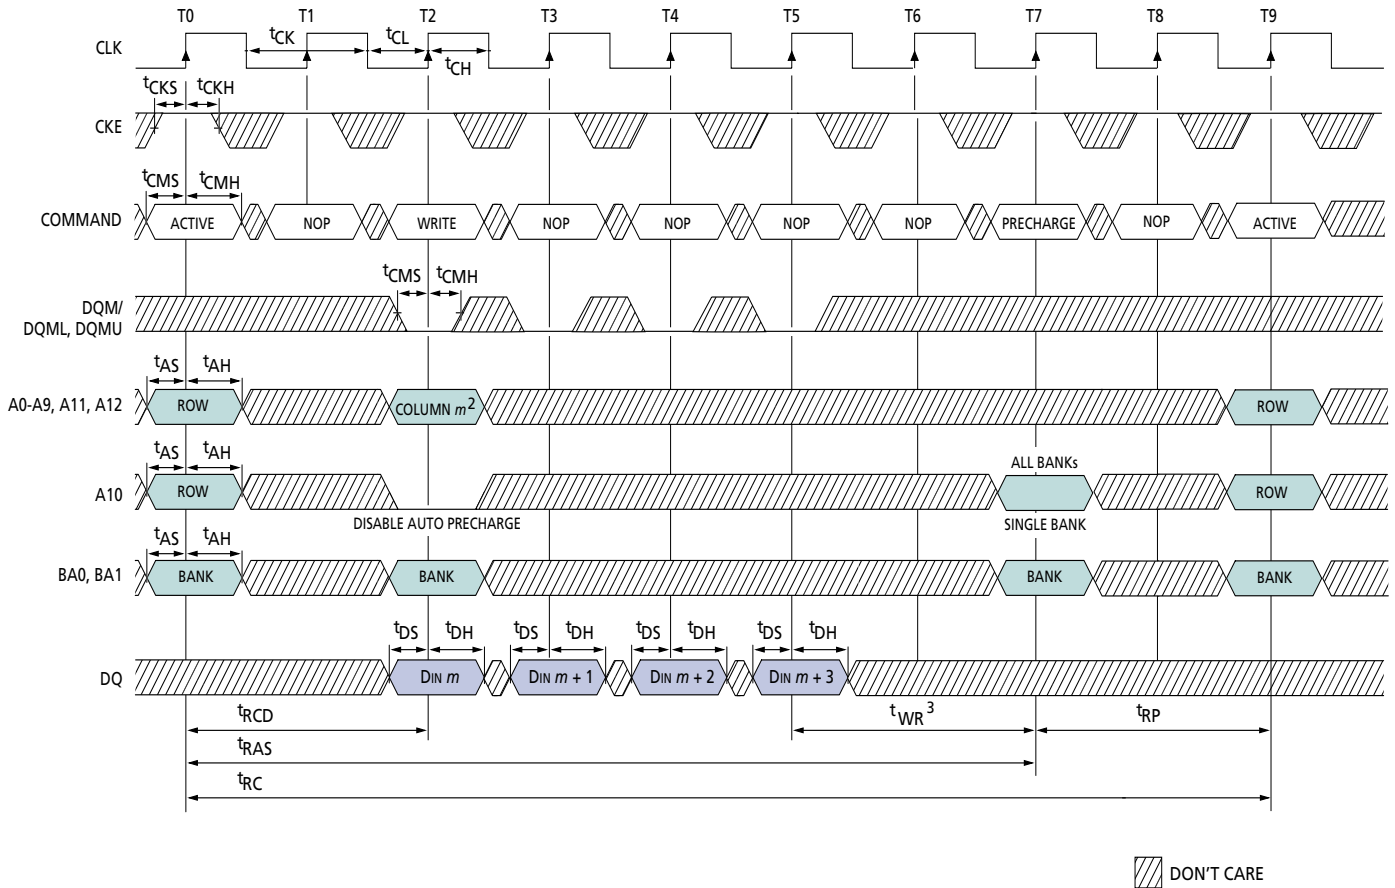 T0 T1 T2 T3 T4 T5 T6 T7 T8 T9
CLK tCK tCL tCH
tCKS tCKH
CKE
tCMS tCMH
COMMAND ACTIVE NOP WRITE NOP NOP NOP NOP PRECHARGE NOP ACTIVE
tCMS tCMH
DQM/
DQML, DQMU
tAS tAH
A0-A9, A11, A12 ROW COLUMN m2 ROW
tAS tAH ALL BANKs
A10 ROW ROW
DISABLE AUTO PRECHARGE SINGLE BANK
tAS tAH
BA0, BA1 BANK BANK BANK BANK
tDS tDH tDS tDH tDS tDH tDS tDH
DQ DIN m DIN m + 1 DIN m + 2 DIN m + 3
tRCD tWR3 tRP
tRAS
tRC
DON'T CARE